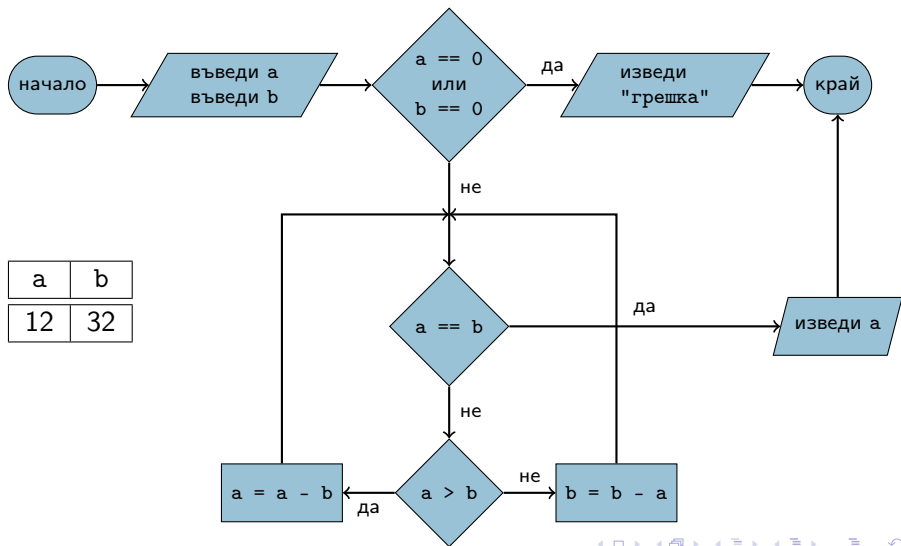 начало
въведи a
въведи b
a == 0
или
b == 0
да
изведи
"грешка"
край
не
a b
12 32
a == b
да
изведи a
не
a = a - b
да
a > b
не
b = b - a